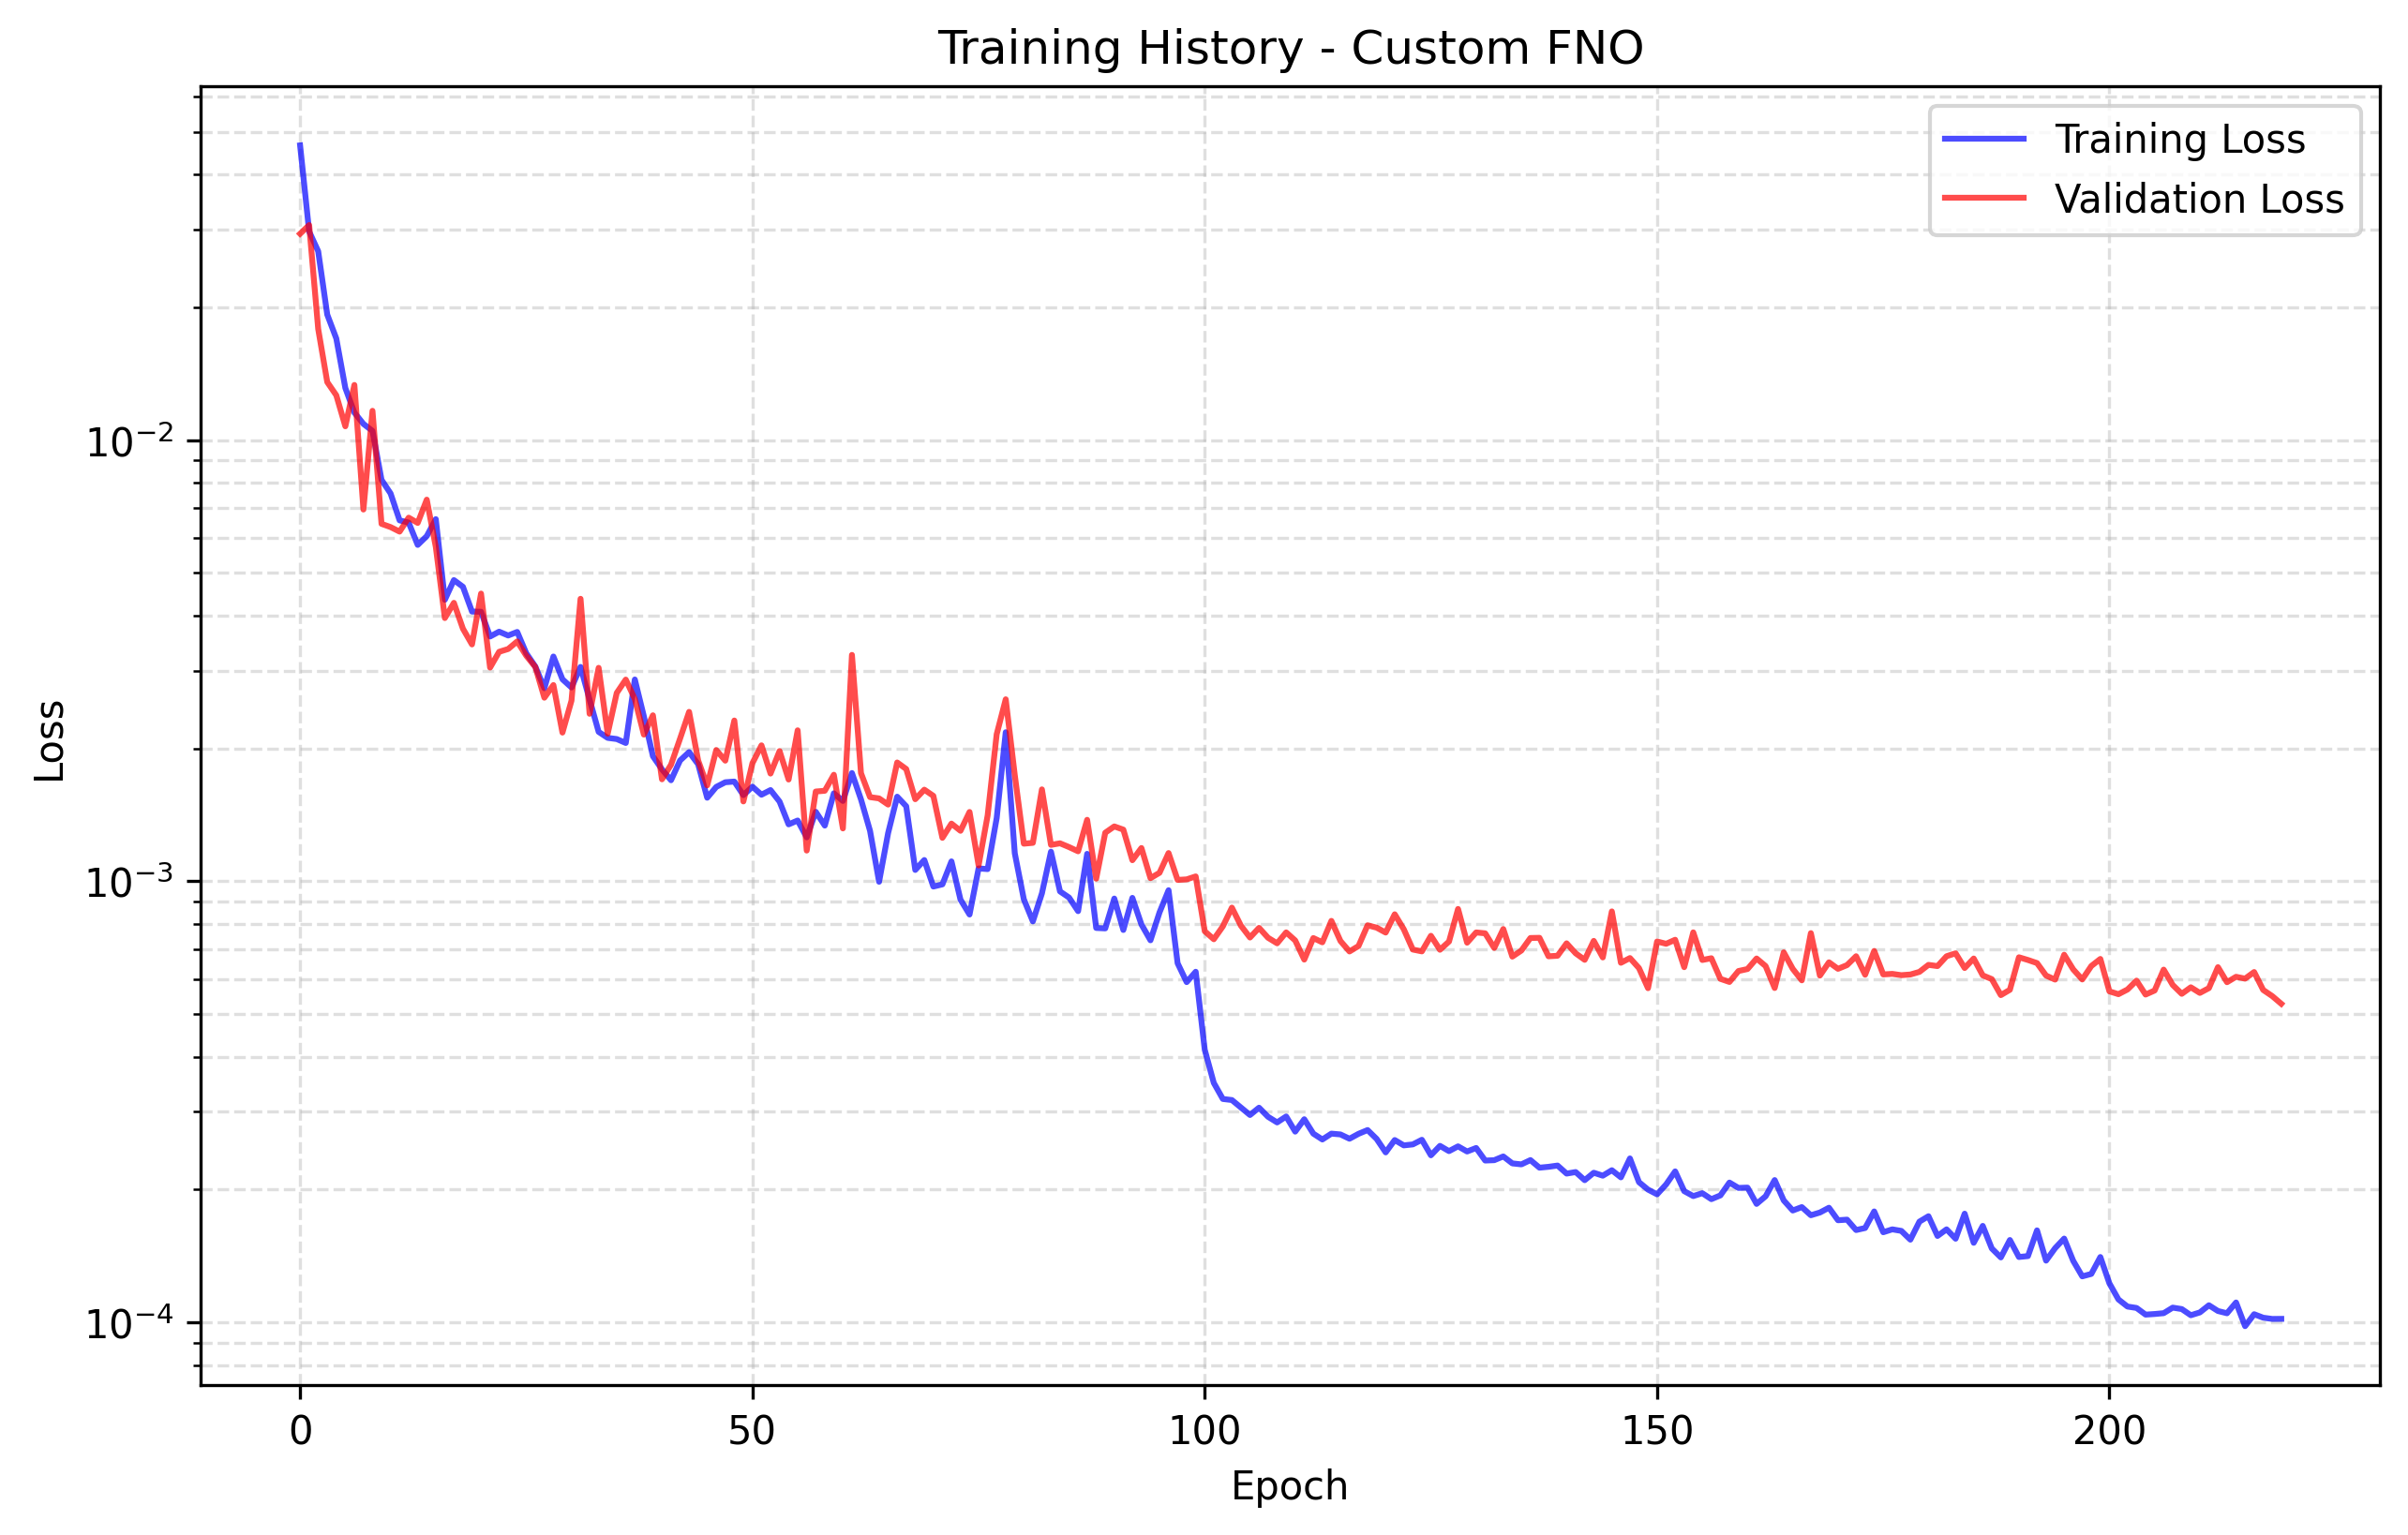 Training History - Custom FNO
Training Loss
Validation Loss
10⁻²
10⁻³
10⁻⁴
Loss
0 50 100 150 200
Epoch